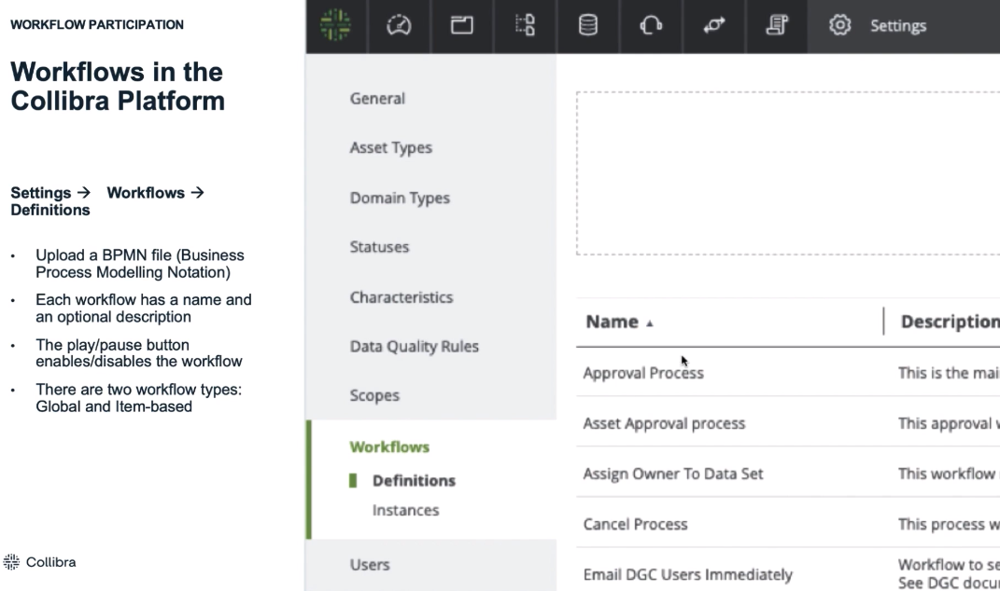 WORKFLOW PARTICIPATION
Workflows in the
Collibra Platform
Settings → Workflows →
Definitions
• Upload a BPMN file (Business
Process Modelling Notation)
• Each workflow has a name and
an optional description
• The play/pause button
enables/disables the workflow
• There are two workflow types:
Global and Item-based
Collibra
Settings
General
Asset Types
Domain Types
Statuses
Characteristics
Data Quality Rules
Scopes
Workflows
Definitions
Instances
Users
Name ▲ Description
Approval Process This is the mai
Asset Approval process This approval w
Assign Owner To Data Set This workflow
Cancel Process This process w
Email DGC Users Immediately Workflow to se
See DGC docu